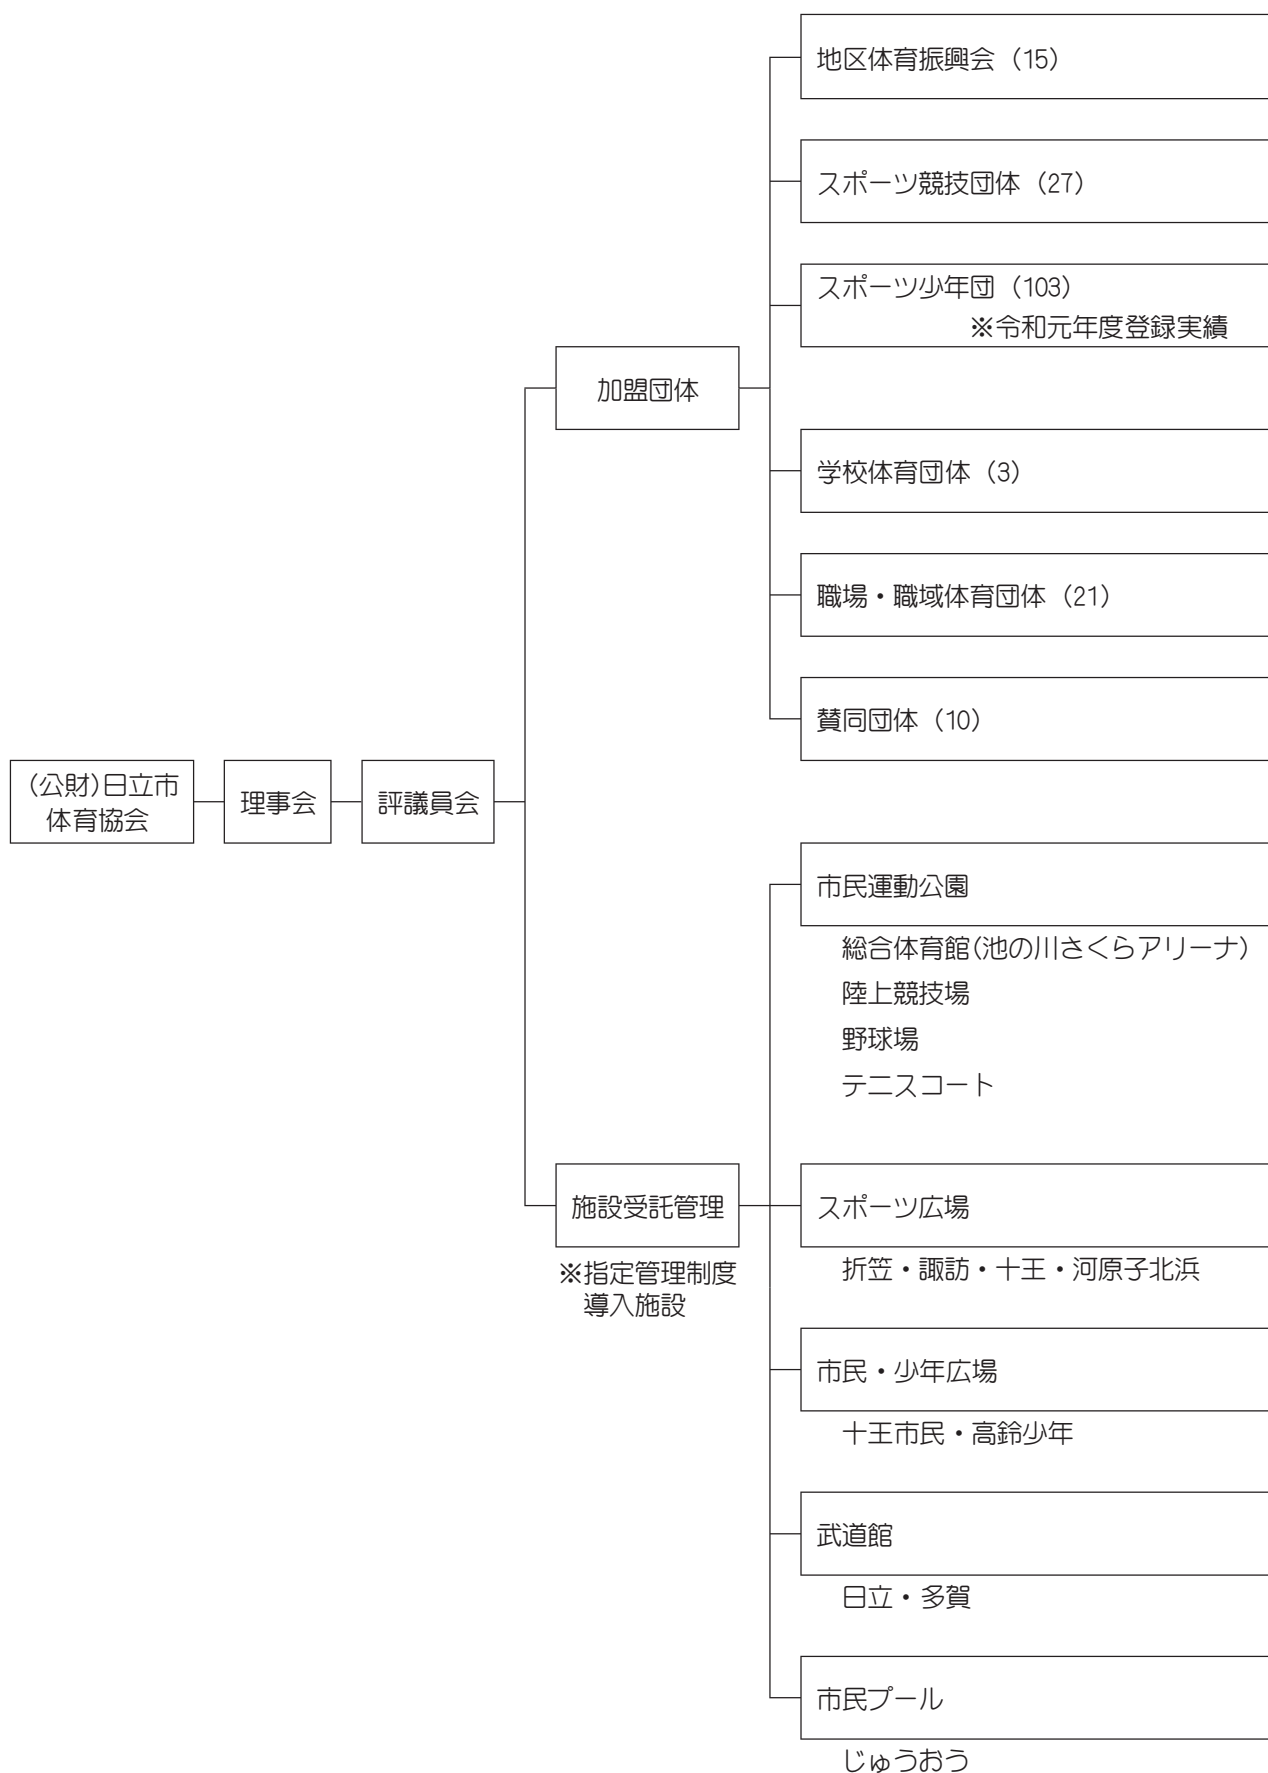 地区体育振興会（15）
スポーツ競技団体（27）
スポーツ少年団（103）
※令和元年度登録実績
加盟団体
学校体育団体（3）
職場・職域体育団体（21）
賛同団体（10）
(公財)日立市
体育協会
理事会
評議員会
市民運動公園
総合体育館(池の川さくらアリーナ)
陸上競技場
野球場
テニスコート
施設受託管理
※指定管理制度
導入施設
スポーツ広場
折笠・諏訪・十王・河原子北浜
市民・少年広場
十王市民・高鈴少年
武道館
日立・多賀
市民プール
じゅうおう